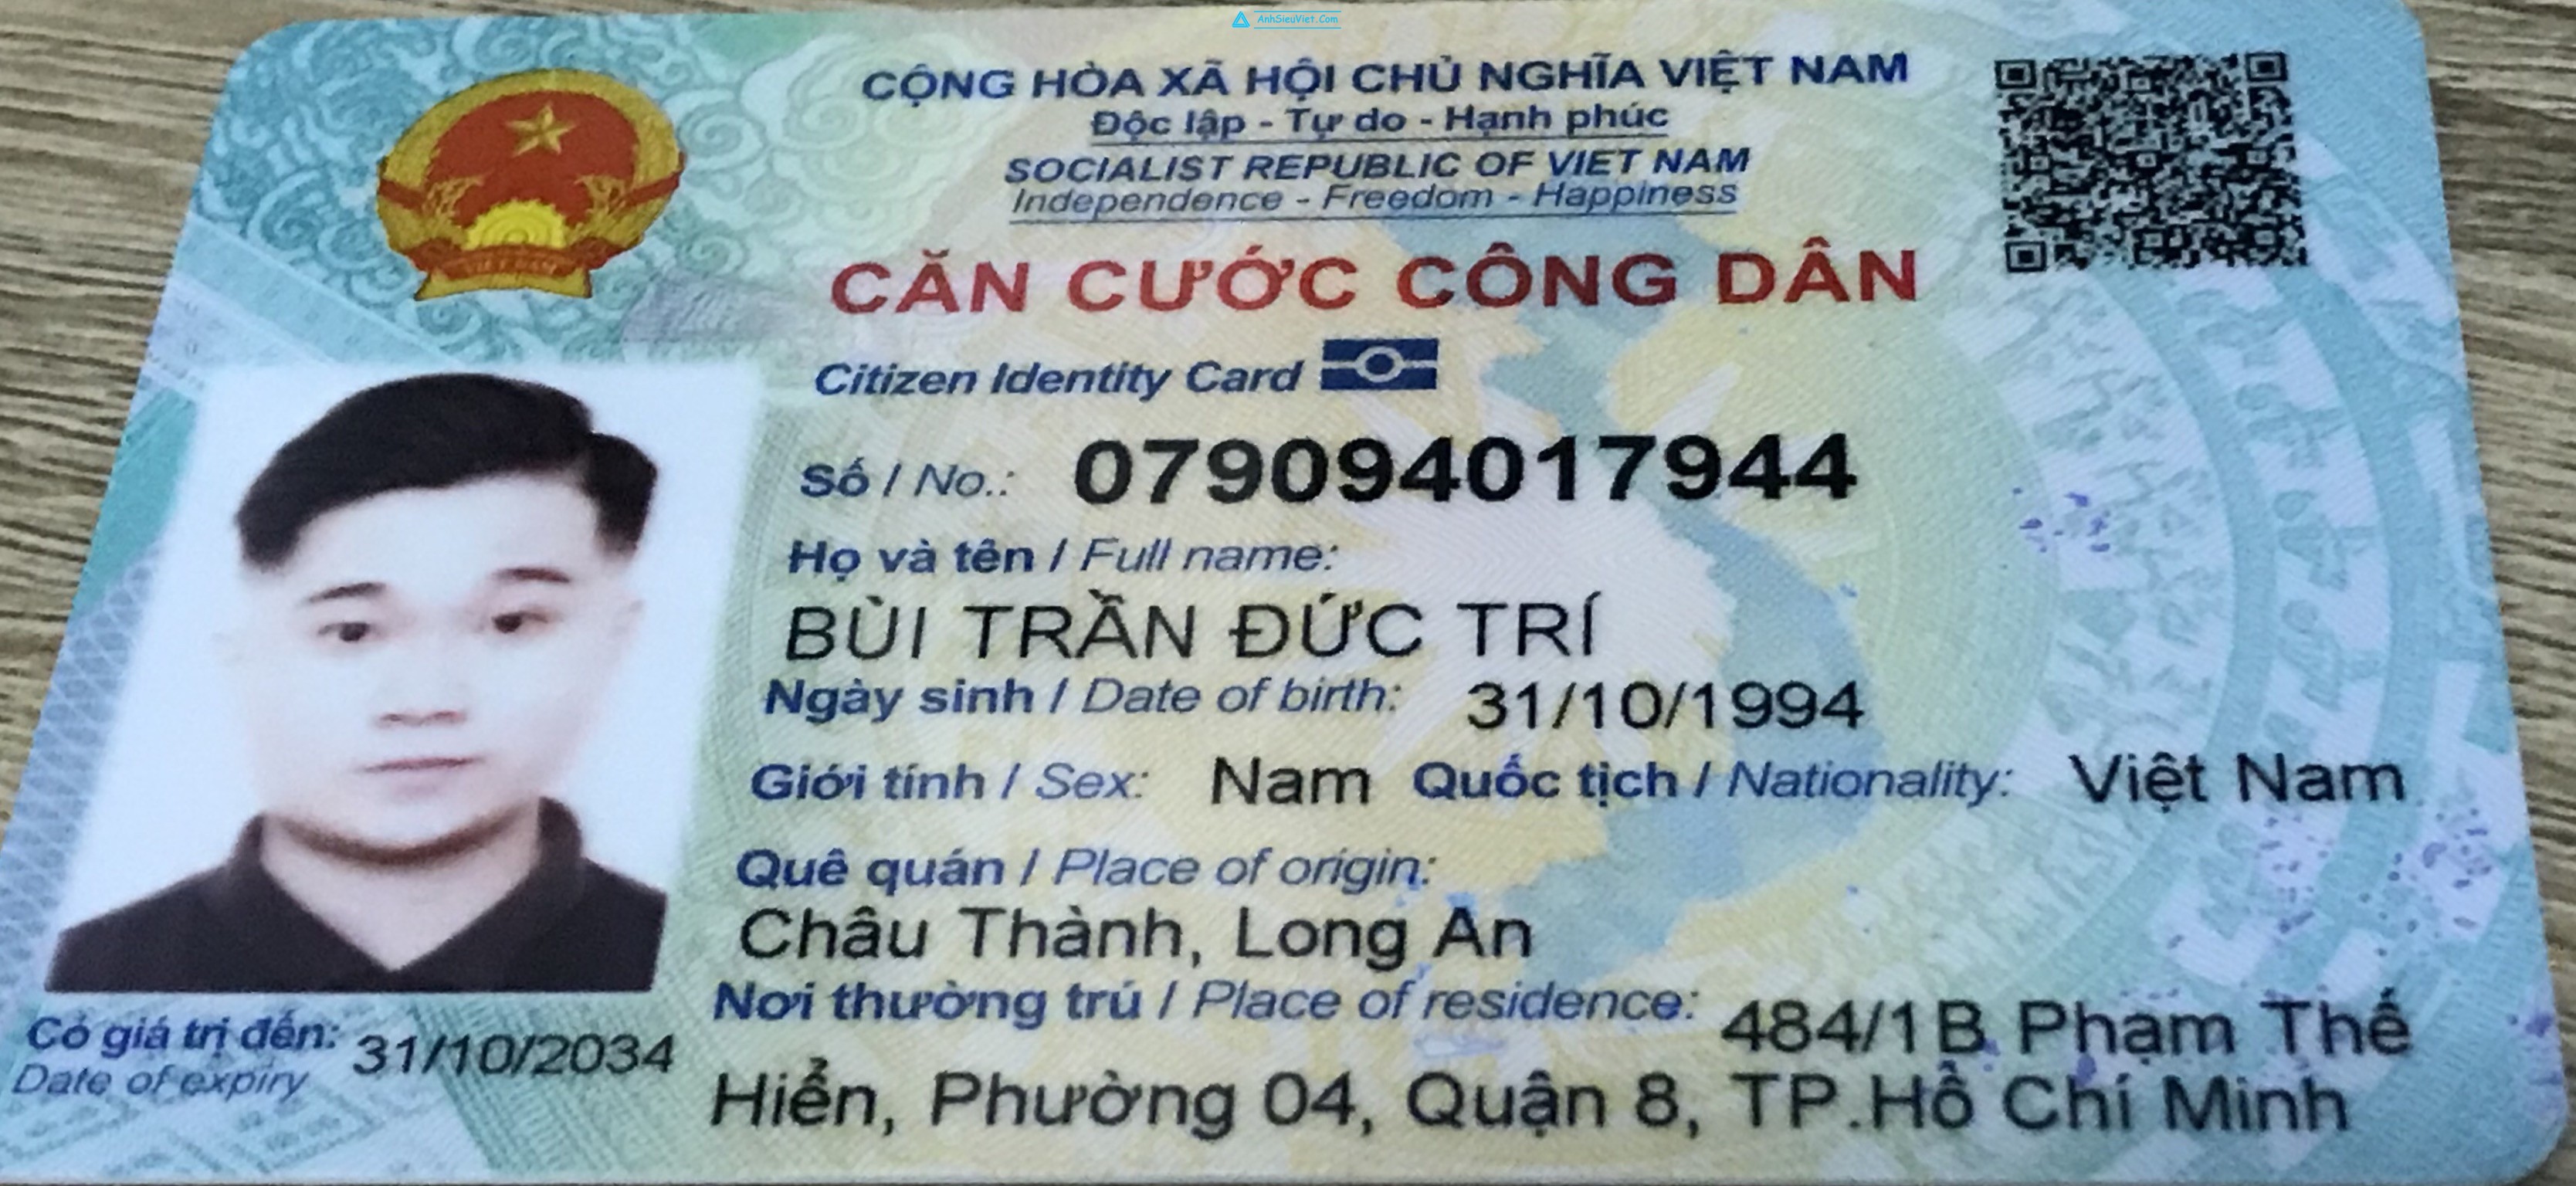 AnhSieuViet.Com
CỘNG HÒA XÃ HỘI CHỦ NGHĨA VIỆT NAM
Độc lập - Tự do - Hạnh phúc
SOCIALIST REPUBLIC OF VIET NAM
Independence - Freedom - Happiness
VIỆT NAM
CĂN CƯỚC CÔNG DÂN
Citizen Identity Card
Số / No.: 079094017944
Họ và tên / Full name:
BÙI TRẦN ĐỨC TRÍ
Ngày sinh / Date of birth: 31/10/1994
Giới tính / Sex: Nam Quốc tịch / Nationality: Việt Nam
Quê quán / Place of origin:
Châu Thành, Long An
Nơi thường trú / Place of residence: 484/1B Phạm Thế
Hiển, Phường 04, Quận 8, TP.Hồ Chí Minh
Có giá trị đến: 31/10/2034
Date of expiry